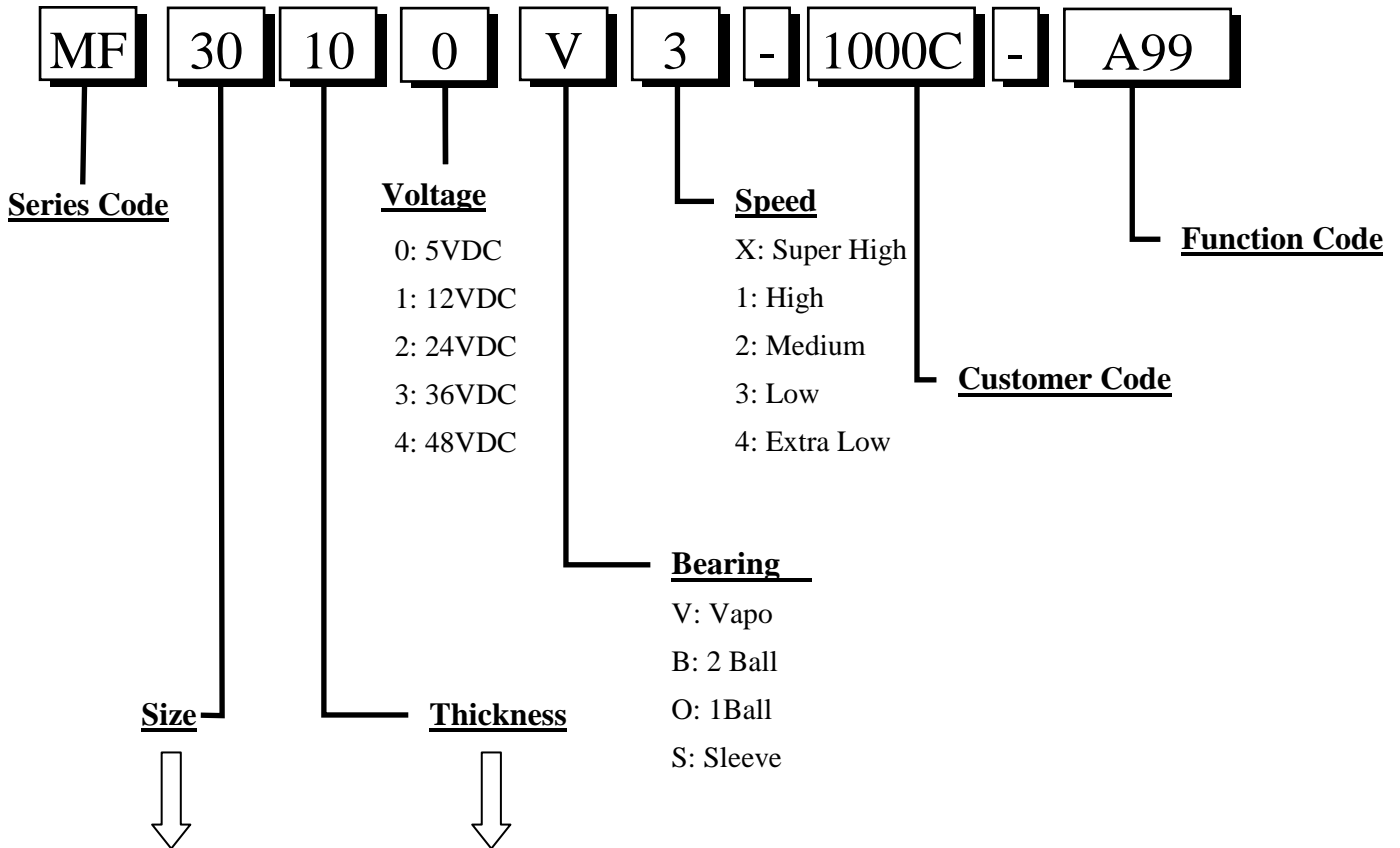 MF 30 10 0 V 3 - 1000C - A99
Series Code
Voltage
0: 5VDC
1: 12VDC
2: 24VDC
3: 36VDC
4: 48VDC
Speed
X: Super High
1: High
2: Medium
3: Low
4: Extra Low
Function Code
Customer Code
Bearing
V: Vapo
B: 2 Ball
O: 1Ball
S: Sleeve
Size
Thickness